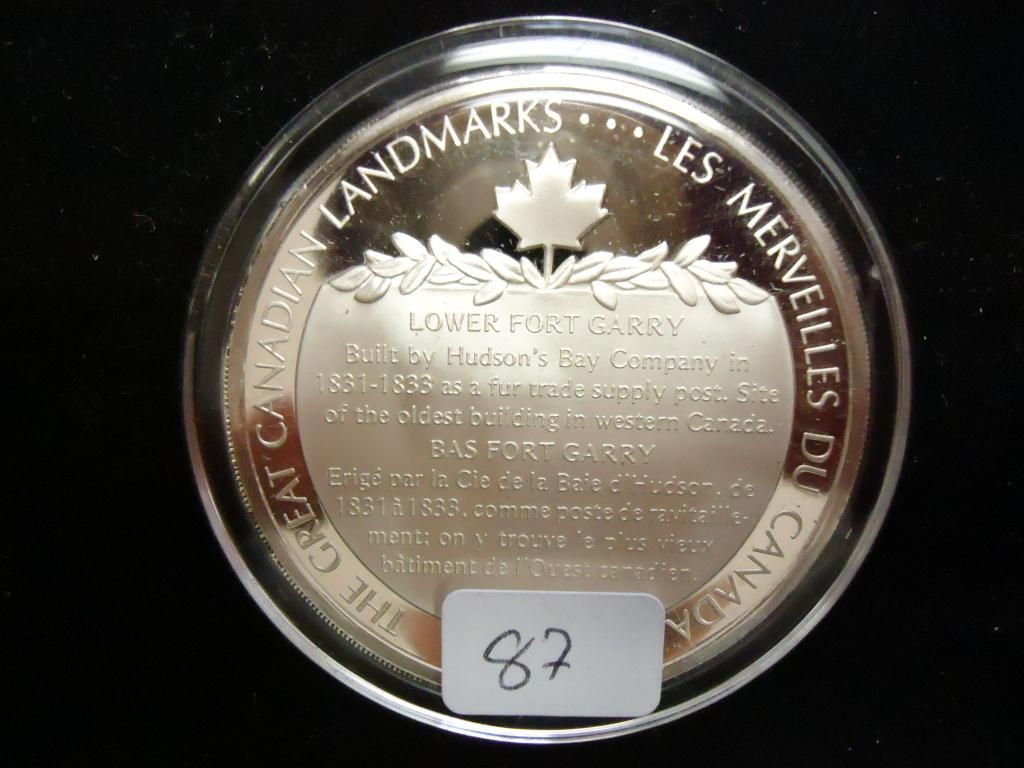 THE GREAT CANADIAN LANDMARKS • • • • LES MERVEILLES DU CANADA
LOWER FORT GARRY
Built by Hudson's Bay Company in
1831-1833 as a fur trade supply post. Site
of the oldest building in western Canada.
BAS FORT GARRY
Erigé par la Cie de la Baie d'Hudson, de
1831 à 1833, comme poste de ravitaille-
ment; on y trouve le plus vieux
bâtiment de l'Ouest canadien.
87